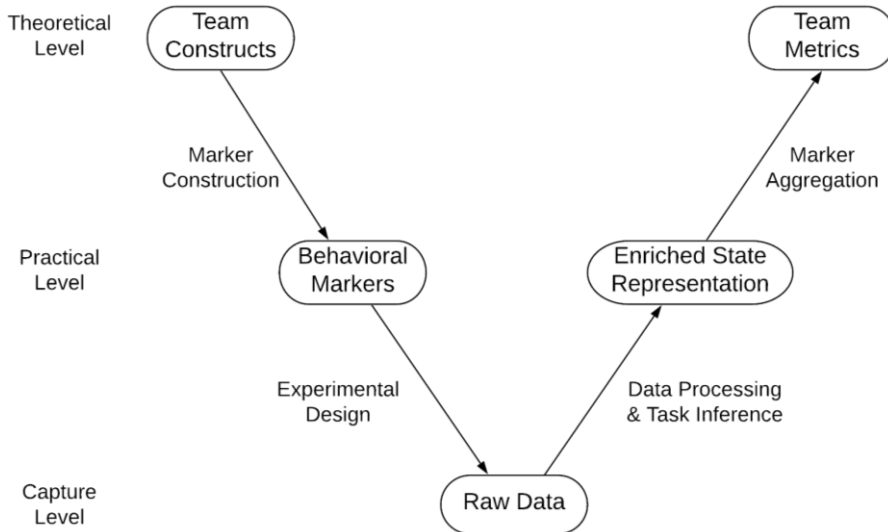 Theoretical
Level
Team
Constructs
Team
Metrics
Marker
Construction
Marker
Aggregation
Practical
Level
Behavioral
Markers
Enriched State
Representation
Experimental
Design
Data Processing
& Task Inference
Capture
Level
Raw Data